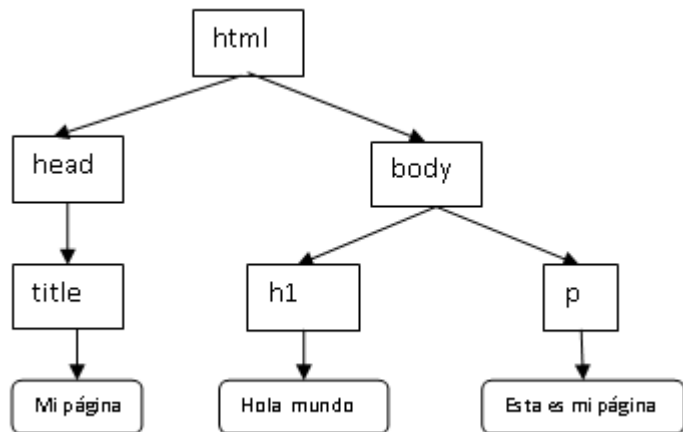 html
head
body
title
h1
p
Mi página
Hola mundo
Esta es mi página